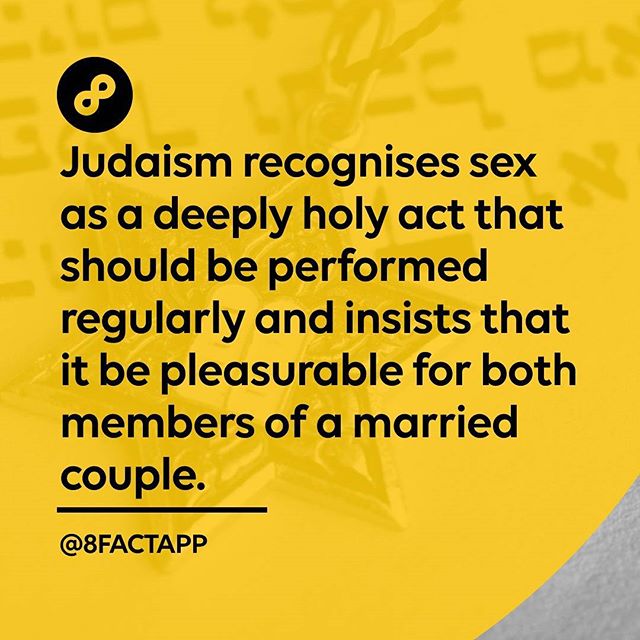 Judaism recognises sex
as a deeply holy act that
should be performed
regularly and insists that
it be pleasurable for both
members of a married
couple.
@8FACTAPP